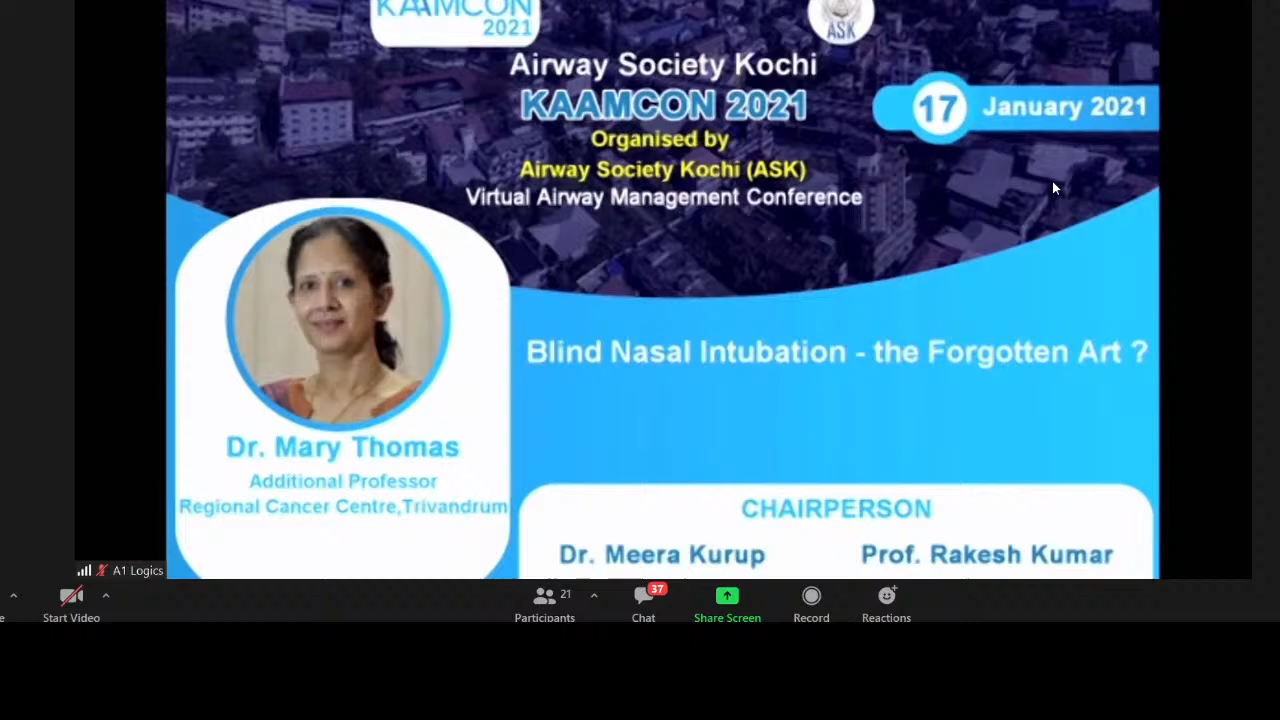 KAAMCON
2021
ASK
Airway Society Kochi
KAAMCON 2021
17 January 2021
Organised by
Airway Society Kochi (ASK)
Virtual Airway Management Conference
Blind Nasal Intubation - the Forgotten Art ?
Dr. Mary Thomas
Additional Professor
Regional Cancer Centre,Trivandrum
CHAIRPERSON
Dr. Meera Kurup
Prof. Rakesh Kumar
A1 Logics
21
37
e
Start Video
Participants
Chat
Share Screen
Record
Reactions